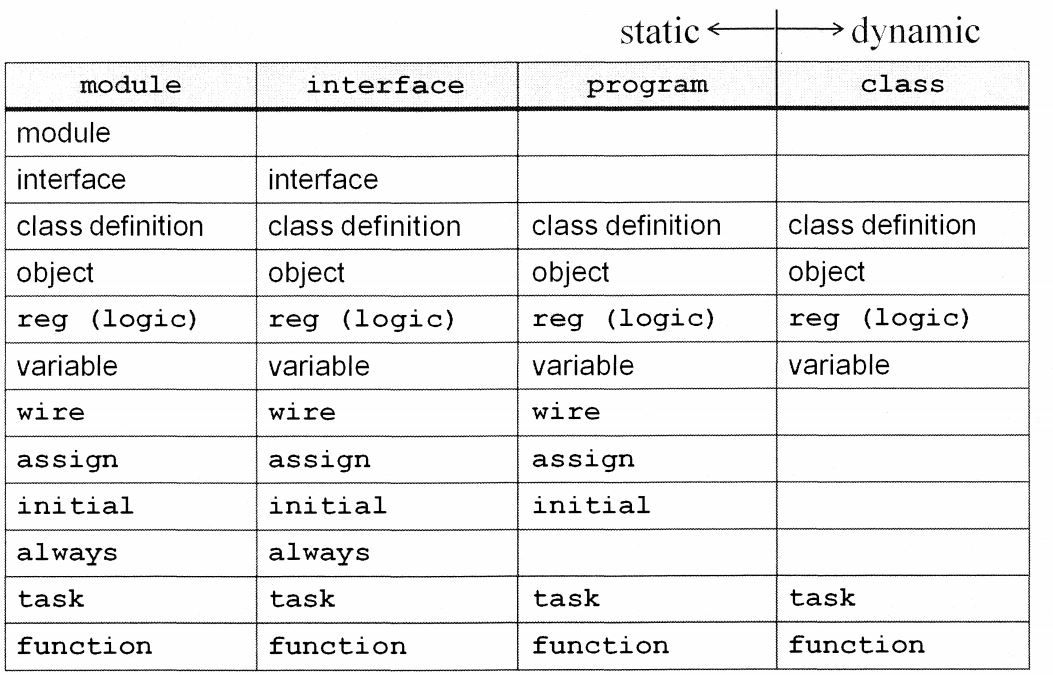 static dynamic
module interface program class
module
interface interface
class definition class definition class definition class definition
object object object object
reg (logic) reg (logic) reg (logic) reg (logic)
variable variable variable variable
wire wire wire
assign assign assign
initial initial initial
always always
task task task task
function function function function